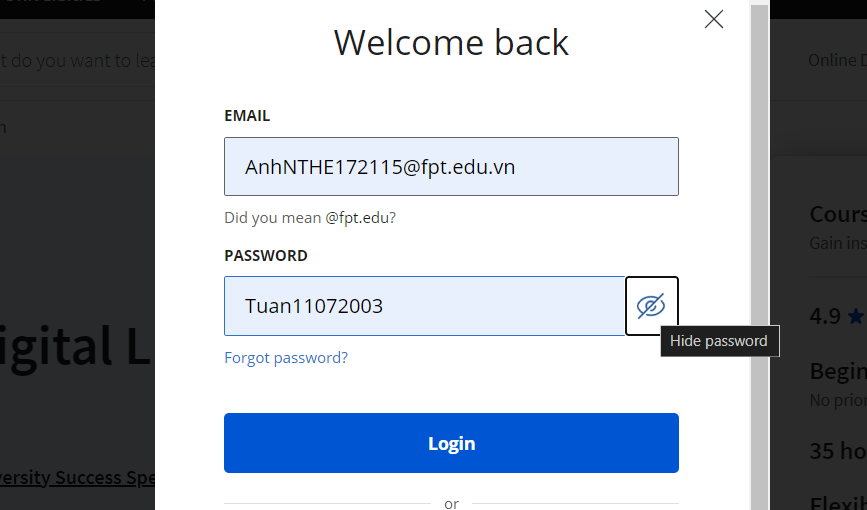 Welcome back
t do you want to lea
Online D
EMAIL
n
AnhNTHE172115@fpt.edu.vn
Did you mean @fpt.edu?
Cours
Gain ins
PASSWORD
Tuan11072003
4.9
Hide password
igital L
Forgot password?
Begin
No prior
Login
35 ho
versity Success Spe
or
Flexib